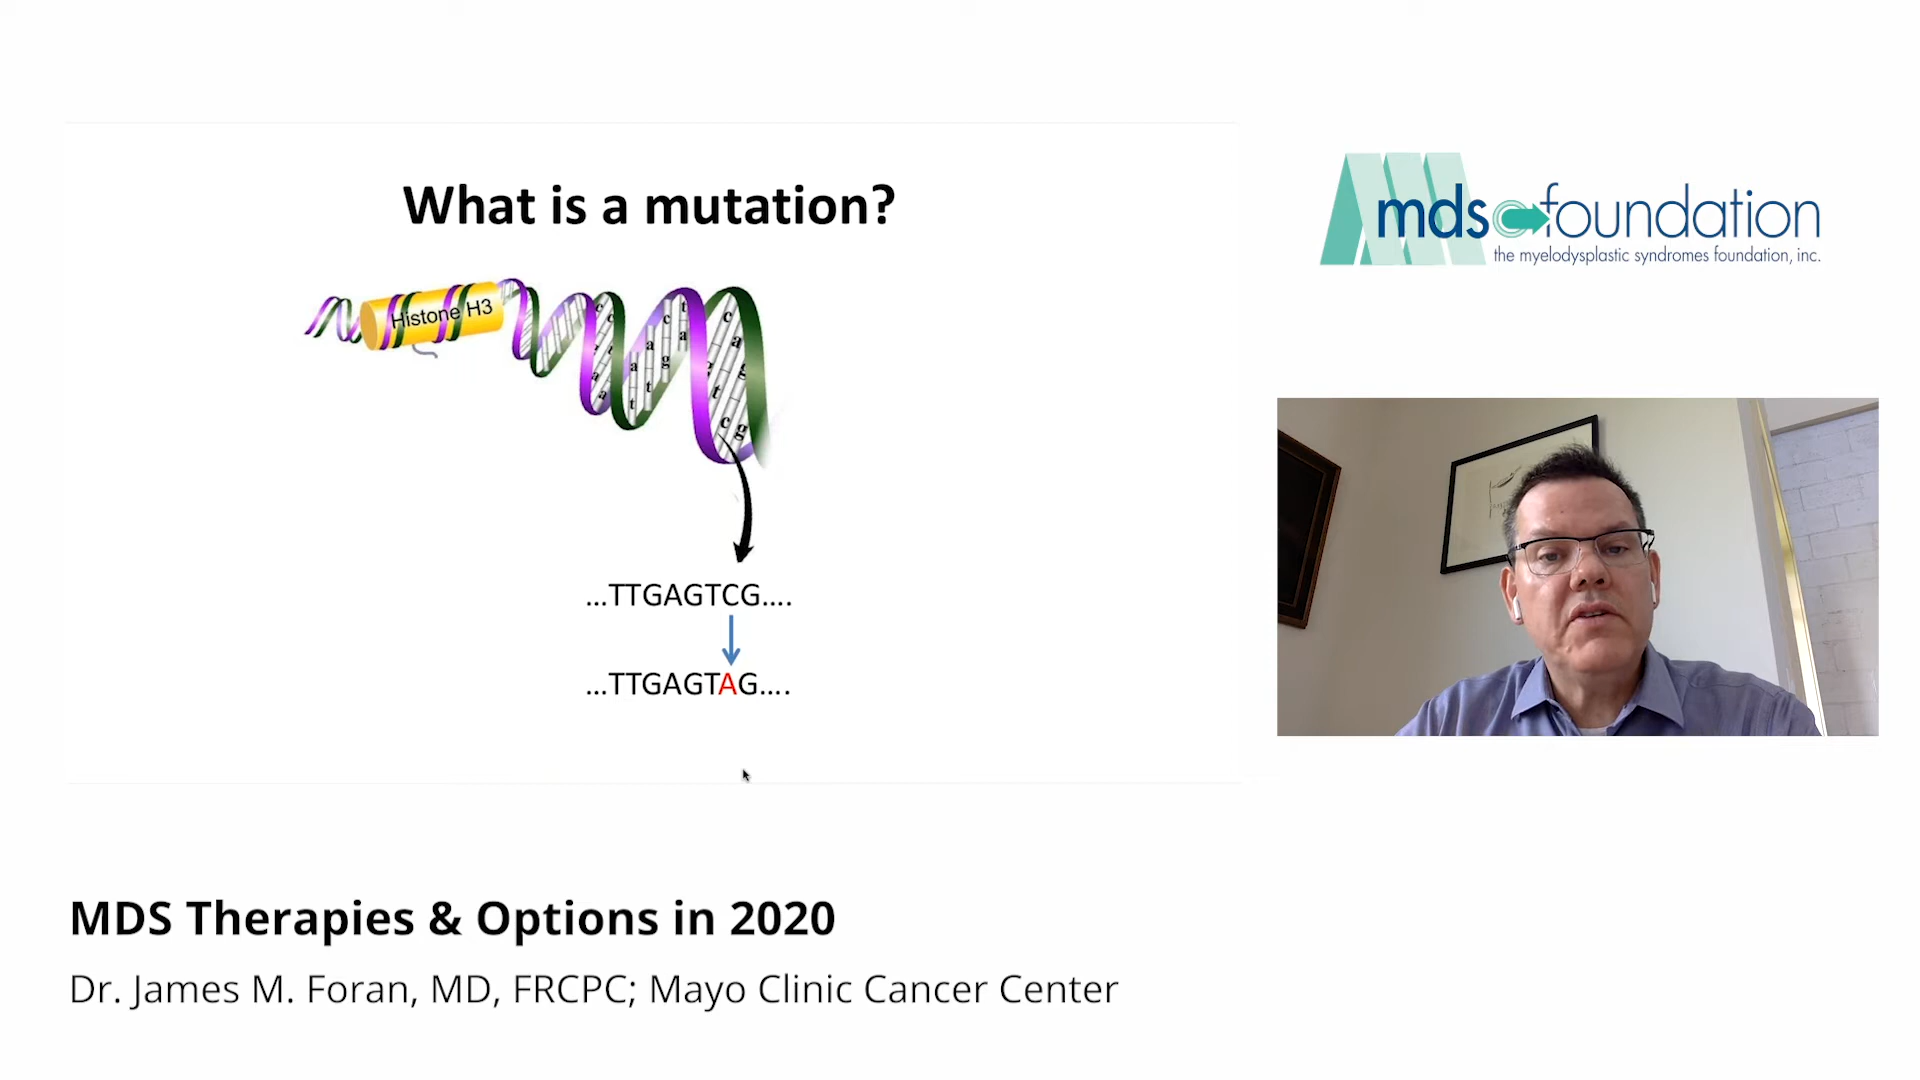 What is a mutation?
Histone H3
c
a
g
t
c
g
...TTGAGTCG....
...TTGAGTAG....
mds foundation
the myelodysplastic syndromes foundation, inc.
MDS Therapies & Options in 2020
Dr. James M. Foran, MD, FRCPC; Mayo Clinic Cancer Center